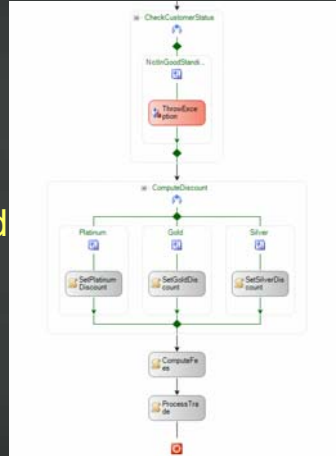 CheckCustomerStatus
NotInGoodStandi...
ThrowExce
ption
d
ComputeDiscount
Platinum
Gold
Silver
SetPlatinum
Discount
SetGoldDis
count
SetSilverDis
count
ComputeFe
es
ProcessTra
de